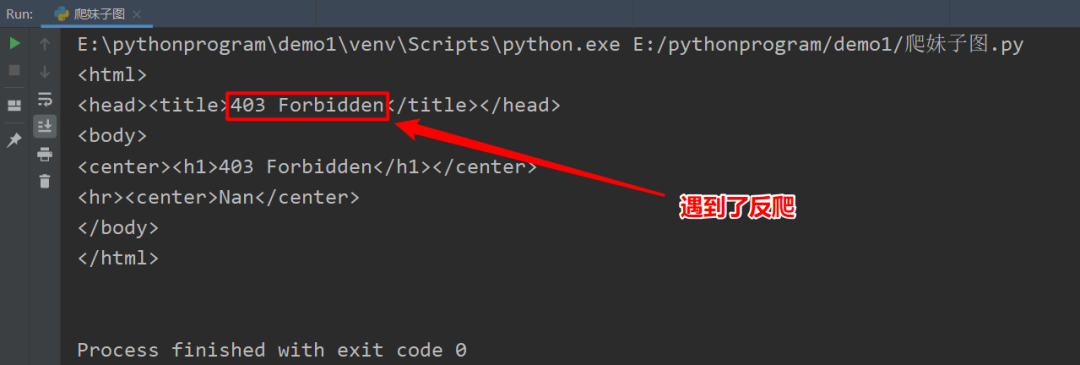 Run: 爬妹子图
E:\pythonprogram\demo1\venv\Scripts\python.exe E:/pythonprogram/demo1/爬妹子图.py
<html>
<head><title>403 Forbidden</title></head>
<body>
<center><h1>403 Forbidden</h1></center>
<hr><center>Nan</center>
遇到了反爬
</body>
</html>
Process finished with exit code 0